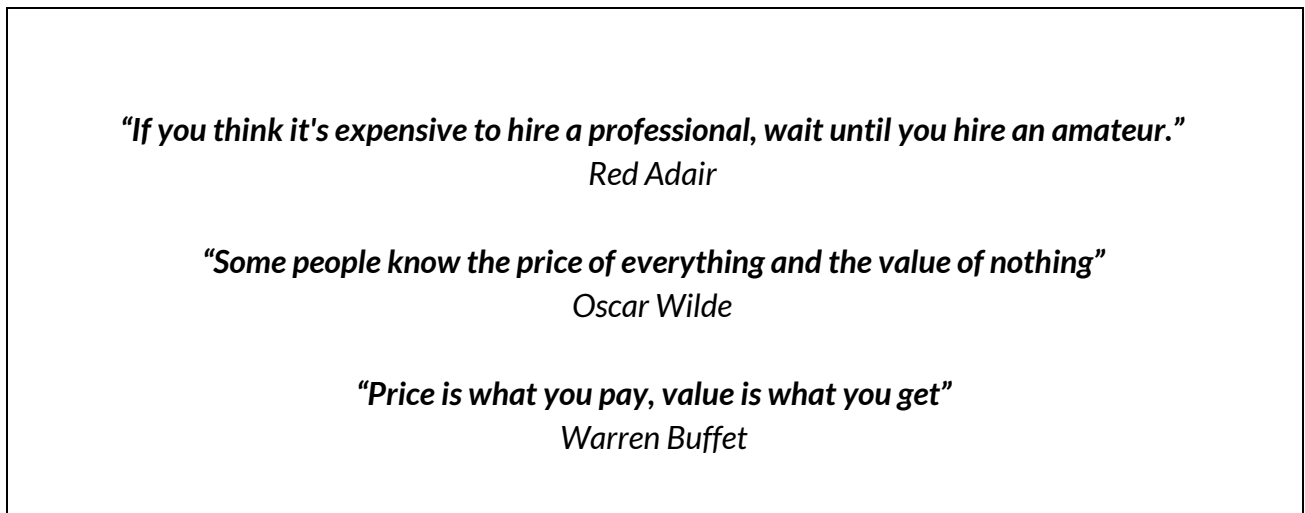 “If you think it's expensive to hire a professional, wait until you hire an amateur.”
Red Adair
“Some people know the price of everything and the value of nothing”
Oscar Wilde
“Price is what you pay, value is what you get”
Warren Buffet